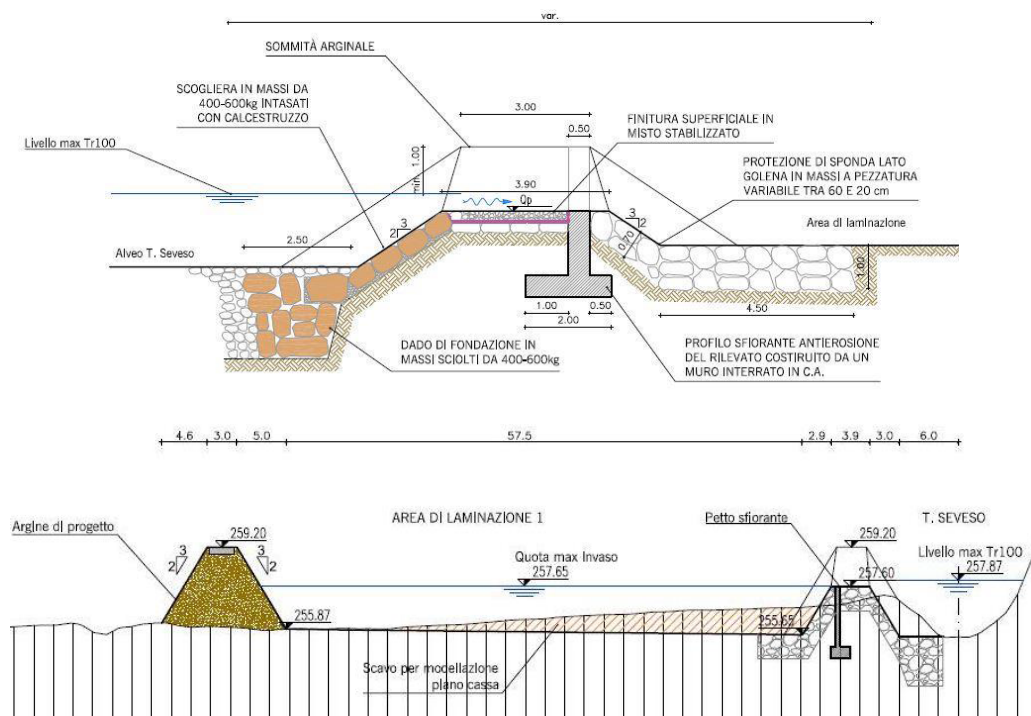 var.
SOMMITÀ ARGINALE
SCOGLIERA IN MASSI DA
400-600kg INTASATI
CON CALCESTRUZZO
3.00
0.50
FINITURA SUPERFICIALE IN
MISTO STABILIZZATO
Livello max Tr100
min. 1.00
PROTEZIONE DI SPONDA LATO
GOLENA IN MASSI A PEZZATURA
VARIABILE TRA 60 E 20 cm
3.90
Qp
3
2
3
2
Area di laminazione
2.50
0.70
Alveo T. Seveso
1.00
1.00
0.50
4.50
2.00
DADO DI FONDAZIONE IN
MASSI SCIOLTI DA 400-600kg
PROFILO SFIORANTE ANTIEROSIONE
DEL RILEVATO COSTRUITO DA UN
MURO INTERRATO IN C.A.
4.6
3.0
5.0
57.5
2.9
3.9
3.0
6.0
Argine di progetto
259.20
AREA DI LAMINAZIONE 1
Petto sfiorante
T. SEVESO
259.20
3
2
3
2
Quota max Invaso
257.65
Livello max Tr100
257.87
257.60
255.87
255.65
Scavo per modellazione
plano cassa